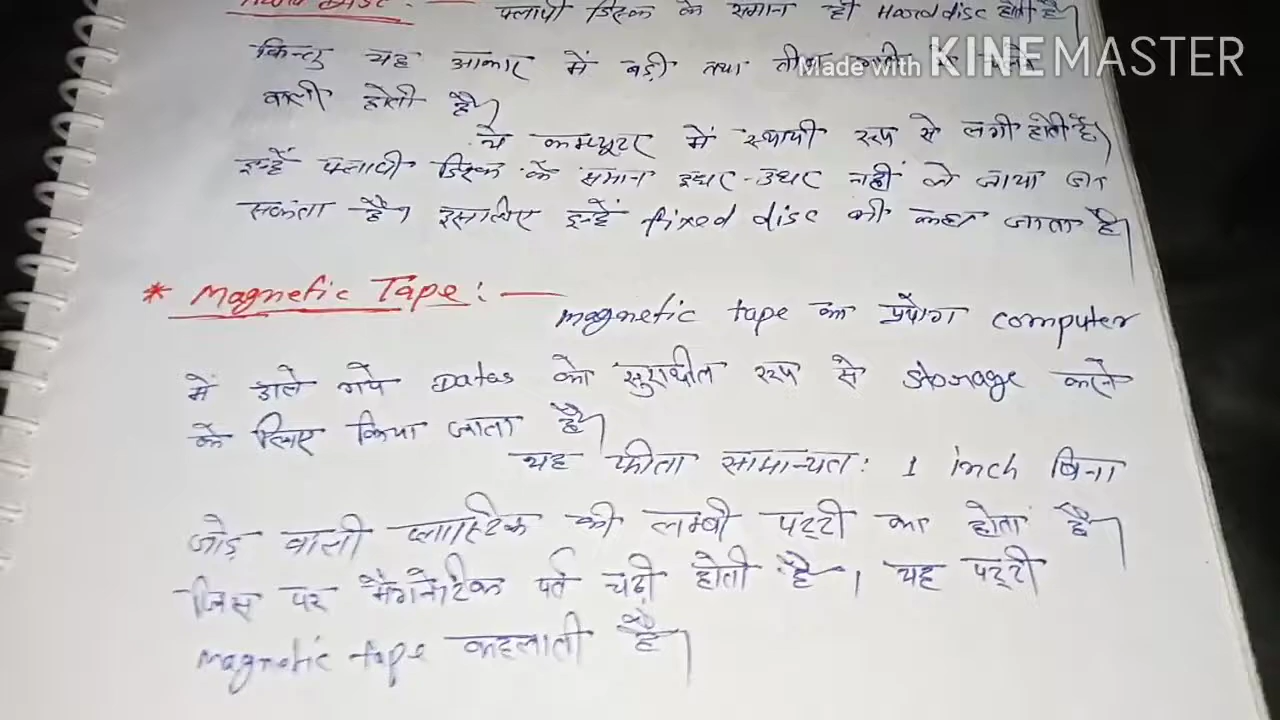 फ्लापी डिस्क के समान ही Hard disc होती है।
किन्तु यह आकार में बड़ी तथा तीव्र
Made with KINEMASTER
वाली होती है।
ये कम्प्यूटर में स्थायी रूप से लगी होती है।
इन्हें फ्लापी डिस्क के समान इधर-उधर नहीं ले जाया जा
सकता है। इसलिए इन्हें fixed disc भी कहा जाता है।
* Magnetic Tape : —
magnetic tape का प्रयोग computer
में डाले गये Datas को सुरक्षीत रूप से storage करने
के लिए किया जाता है।
यह फीता सामान्यत: 1 inch बिना
जोड़ वाली प्लास्टिक की लम्बी पट्टी का होता है।
जिस पर मैगनेटिक पर्त चढ़ी होती है। यह पट्टी
magnetic tape कहलाती है।